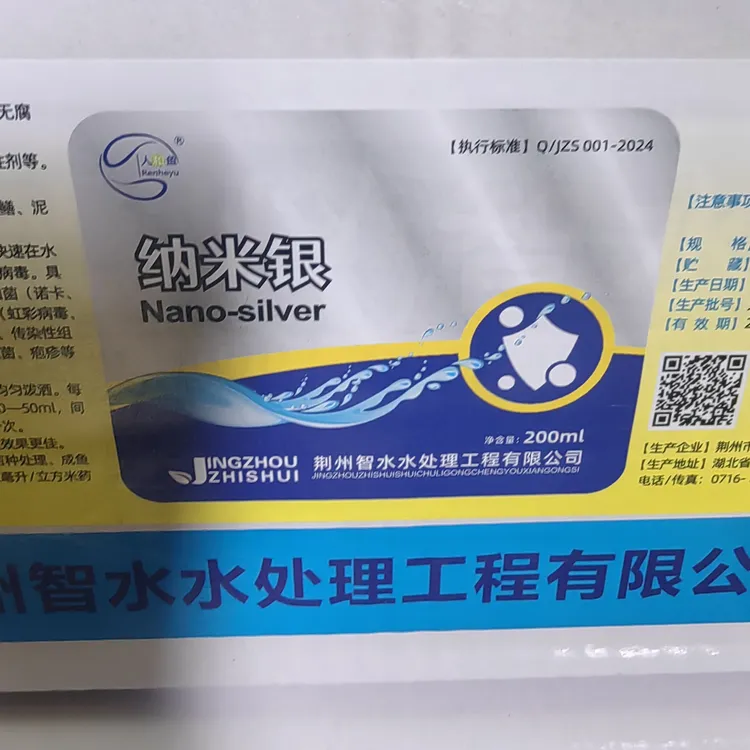 无腐
生剂等。
鳝、泥
快速在水
病毒。具
菌（诺卡
（虹彩病毒、
、传染性组
菌、疱疹等
匀泼洒。每
0—50ml，间
次。
效果更佳。
苗种处理、成鱼
毫升/立方米药
人和鱼®
Renheyu
【执行标准】Q/JZS 001-2024
纳米银
Nano-silver
净含量：200ml
JINGZHOU
ZHISHUI
荆州智水水处理工程有限公司
JINGZHOUZHISHUISHUICHULIGONGCHENGYOUXIANGONGSI
【注意事项
【规 格
【贮 藏】
【生产日期】
【生产批号】
【有 效 期】2
【生产企业】荆州市
【生产地址】湖北省
电话/传真：0716-
州智水水处理工程有限公